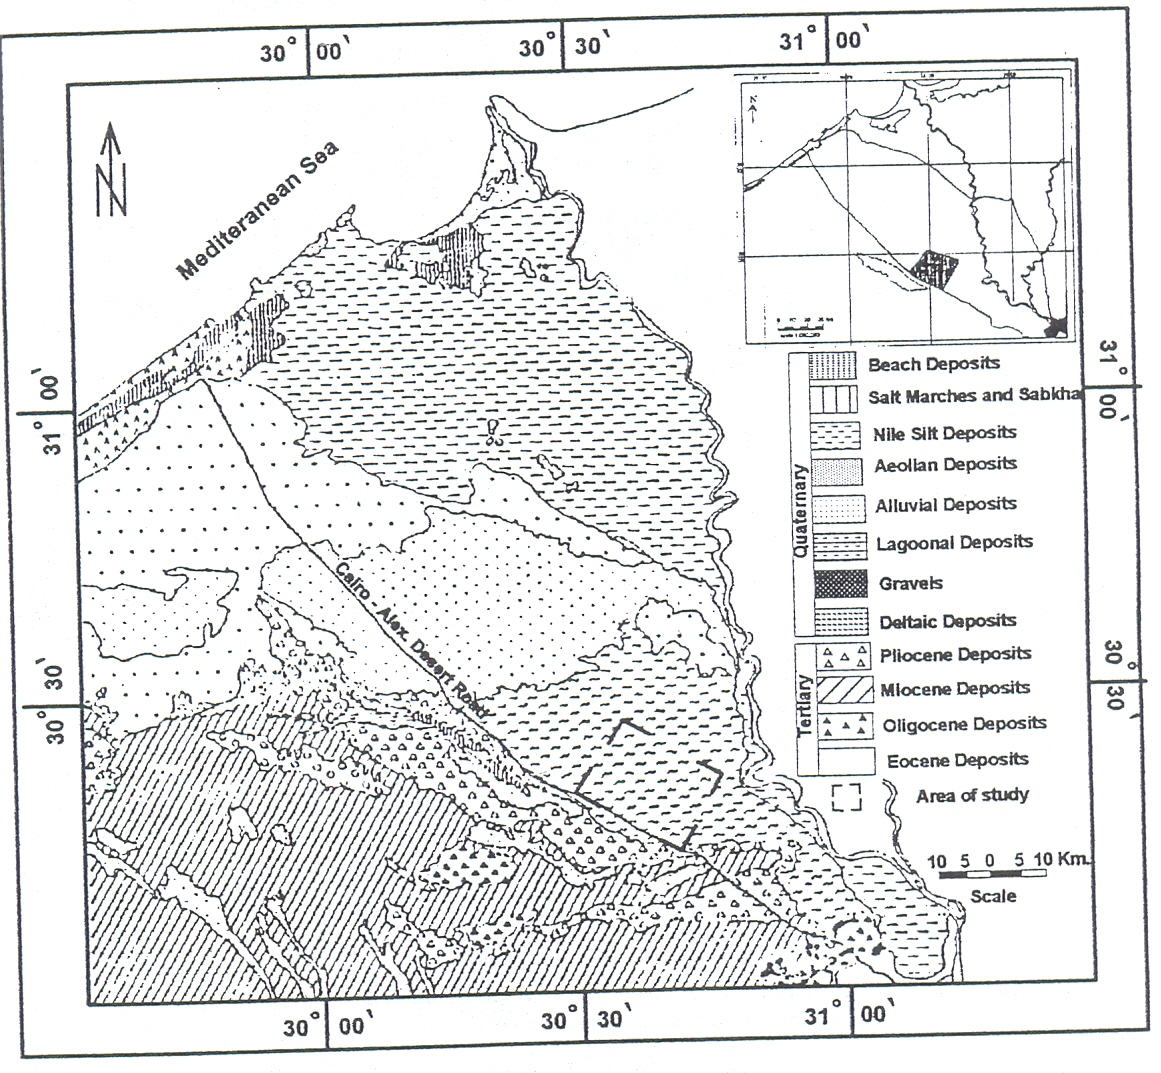 30° 00' 30° 30' 31° 00'
N
Mediteranean Sea
N
Beach Deposits
Salt Marches and Sabkha
Nile Silt Deposits
Aeolian Deposits
Alluvial Deposits
Lagoonal Deposits
Gravels
Deltaic Deposits
Quaternary
Pliocene Deposits
Miocene Deposits
Oligocene Deposits
Eocene Deposits
Tertiary
Area of study
10 5 0 5 10 Km.
Scale
Cairo - Alex. Desert Road
31° 00'
30° 30'
31° 00'
30° 30'
30° 00' 30° 30' 31° 00'